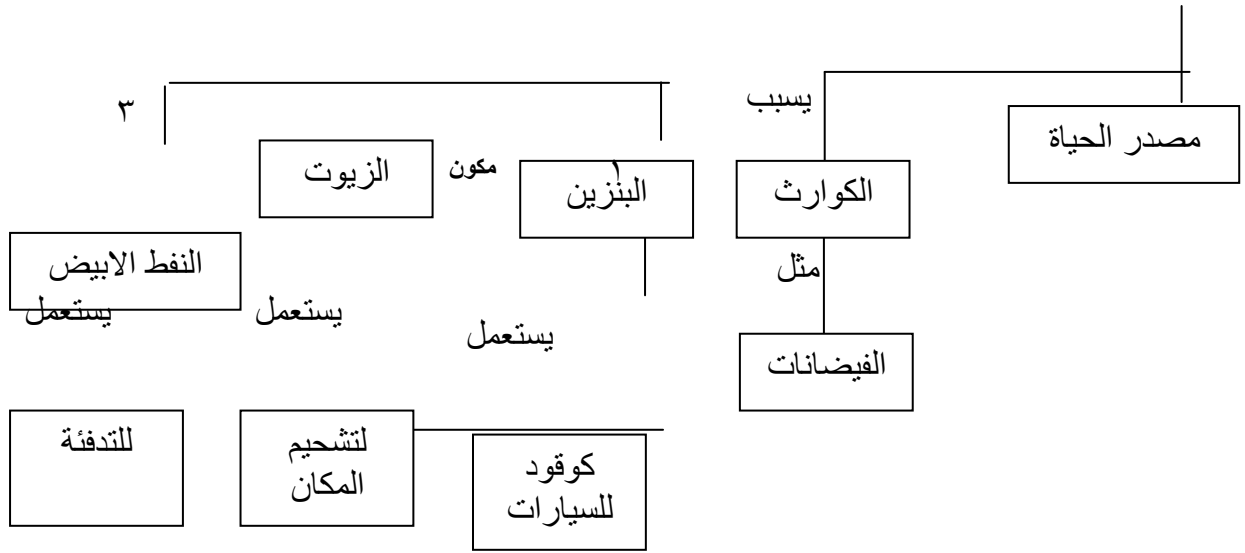 يسبب
مصدر الحياة
٣
الكوارث
١
البنزين
مكون
الزيوت
مثل
النفط الابيض
يستعمل
يستعمل
يستعمل
الفيضانات
كوقود
للسيارات
لتشحيم
المكان
للتدفئة